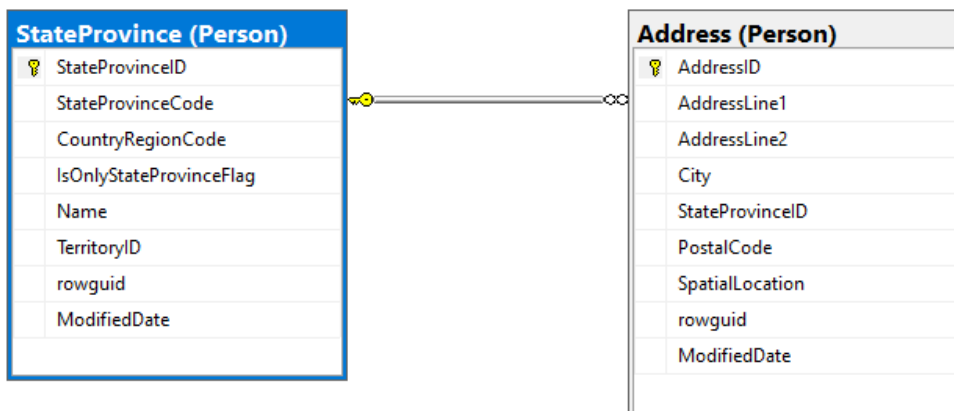 StateProvince (Person)
StateProvinceID
StateProvinceCode
CountryRegionCode
IsOnlyStateProvinceFlag
Name
TerritoryID
rowguid
ModifiedDate
Address (Person)
AddressID
AddressLine1
AddressLine2
City
StateProvinceID
PostalCode
SpatialLocation
rowguid
ModifiedDate